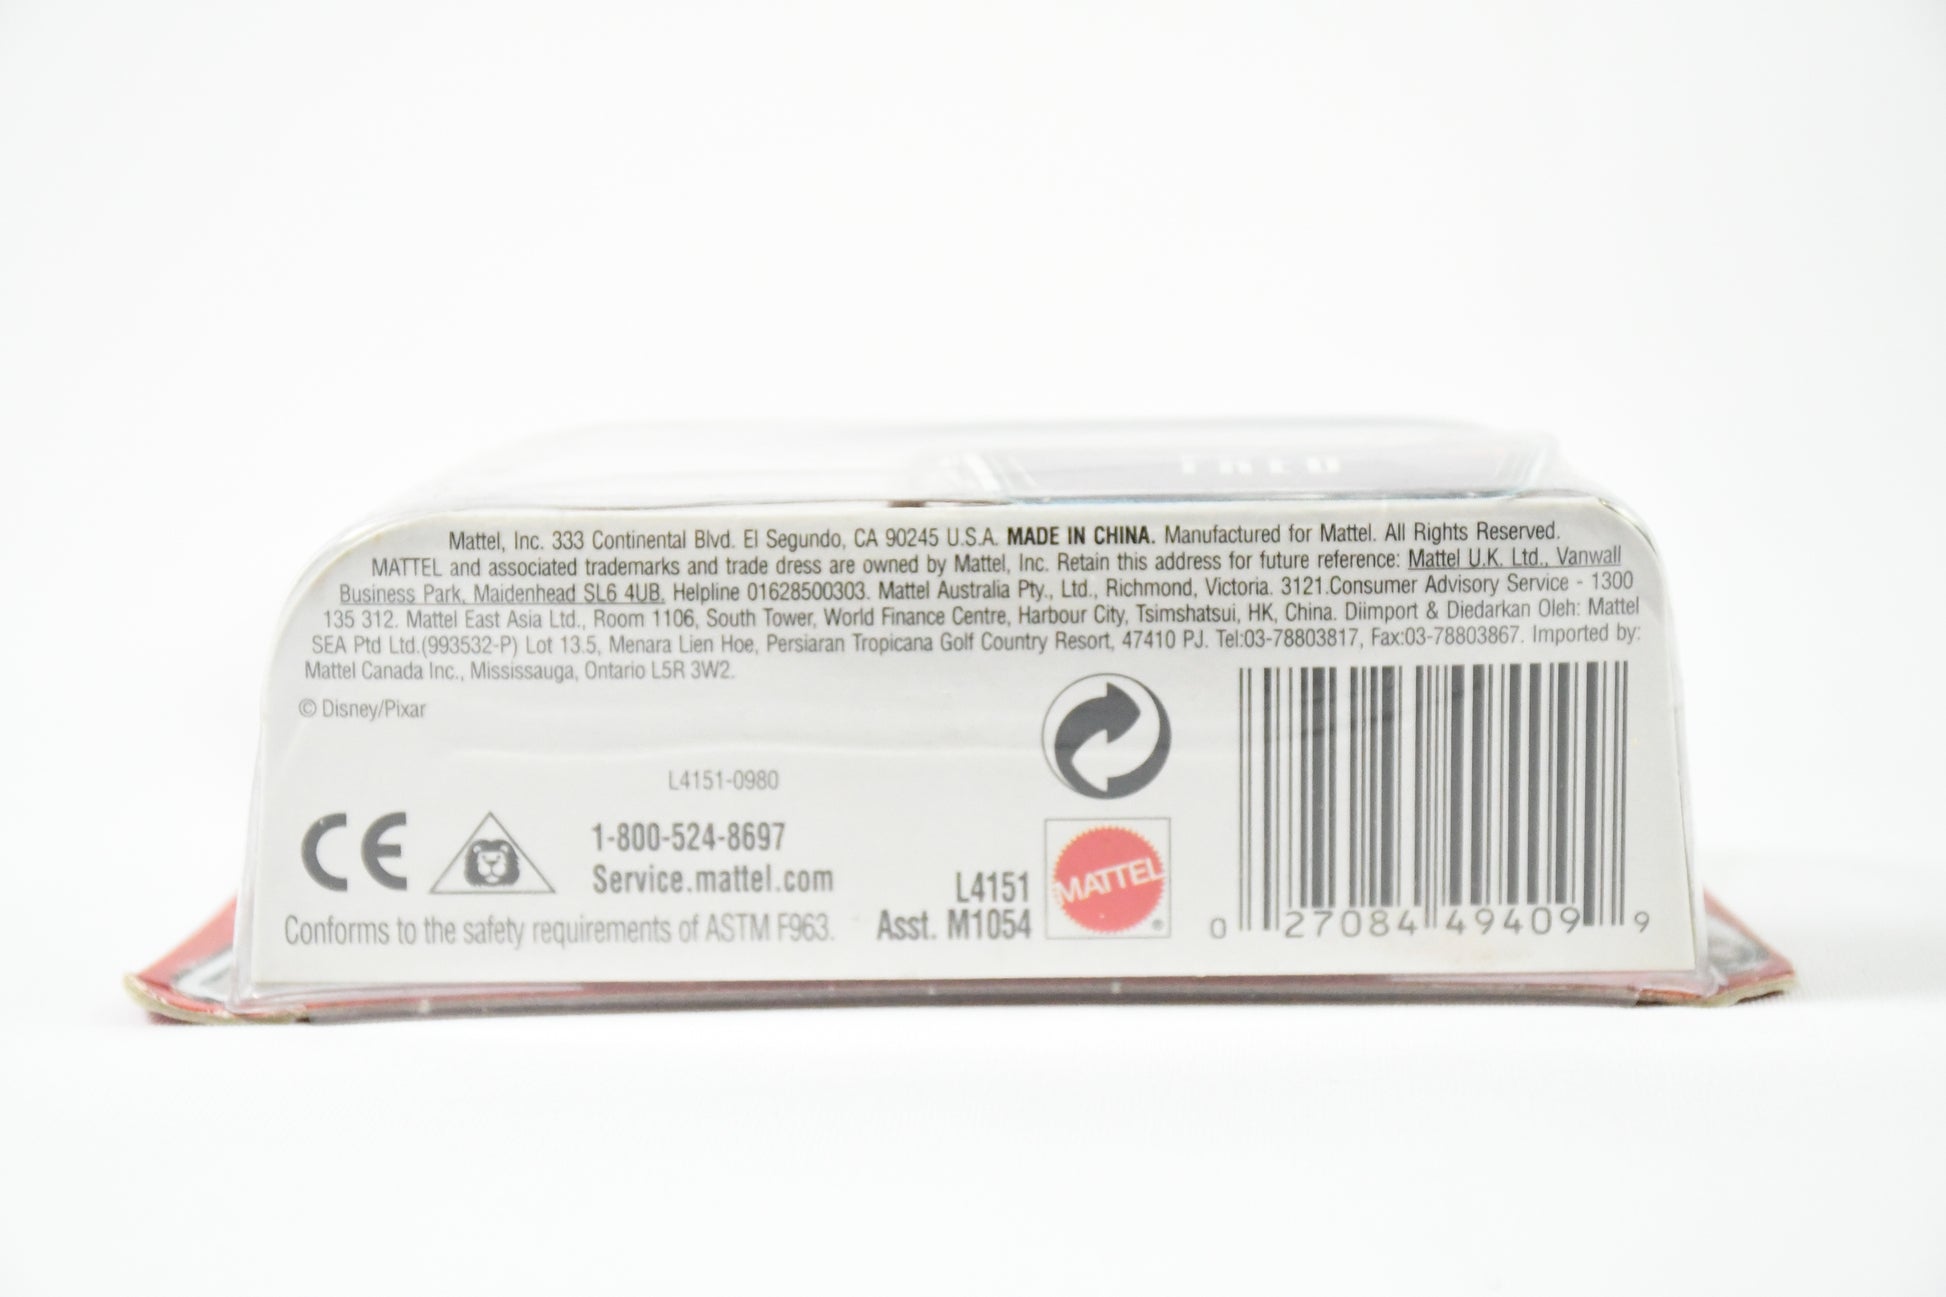 FRED
Mattel, Inc. 333 Continental Blvd. El Segundo, CA 90245 U.S.A. MADE IN CHINA. Manufactured for Mattel. All Rights Reserved.
MATTEL and associated trademarks and trade dress are owned by Mattel, Inc. Retain this address for future reference: Mattel U.K. Ltd., Vanwall
Business Park, Maidenhead SL6 4UB. Helpline 01628500303. Mattel Australia Pty., Ltd., Richmond, Victoria. 3121.Consumer Advisory Service - 1300
135 312. Mattel East Asia Ltd., Room 1106, South Tower, World Finance Centre, Harbour City, Tsimshatsui, HK, China. Diimport & Diedarkan Oleh: Mattel
SEA Ptd Ltd.(993532-P) Lot 13.5, Menara Lien Hoe, Persiaran Tropicana Golf Country Resort, 47410 PJ. Tel:03-78803817, Fax:03-78803867. Imported by:
Mattel Canada Inc., Mississauga, Ontario L5R 3W2.
© Disney/Pixar
L4151-0980
CE
1-800-524-8697
Service.mattel.com
Conforms to the safety requirements of ASTM F963.
L4151
Asst. M1054
MATTEL
®
0 27084 49409 9